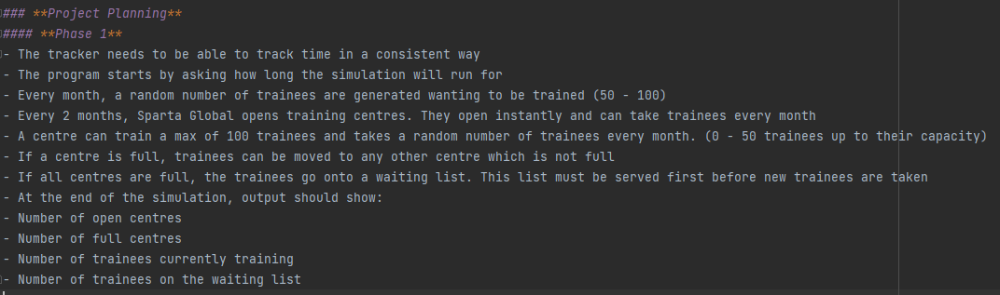 ### **Project Planning**
#### **Phase 1**
- The tracker needs to be able to track time in a consistent way
- The program starts by asking how long the simulation will run for
- Every month, a random number of trainees are generated wanting to be trained (50 - 100)
- Every 2 months, Sparta Global opens training centres. They open instantly and can take trainees every month
- A centre can train a max of 100 trainees and takes a random number of trainees every month. (0 - 50 trainees up to their capacity)
- If a centre is full, trainees can be moved to any other centre which is not full
- If all centres are full, the trainees go onto a waiting list. This list must be served first before new trainees are taken
- At the end of the simulation, output should show:
- Number of open centres
- Number of full centres
- Number of trainees currently training
- Number of trainees on the waiting list